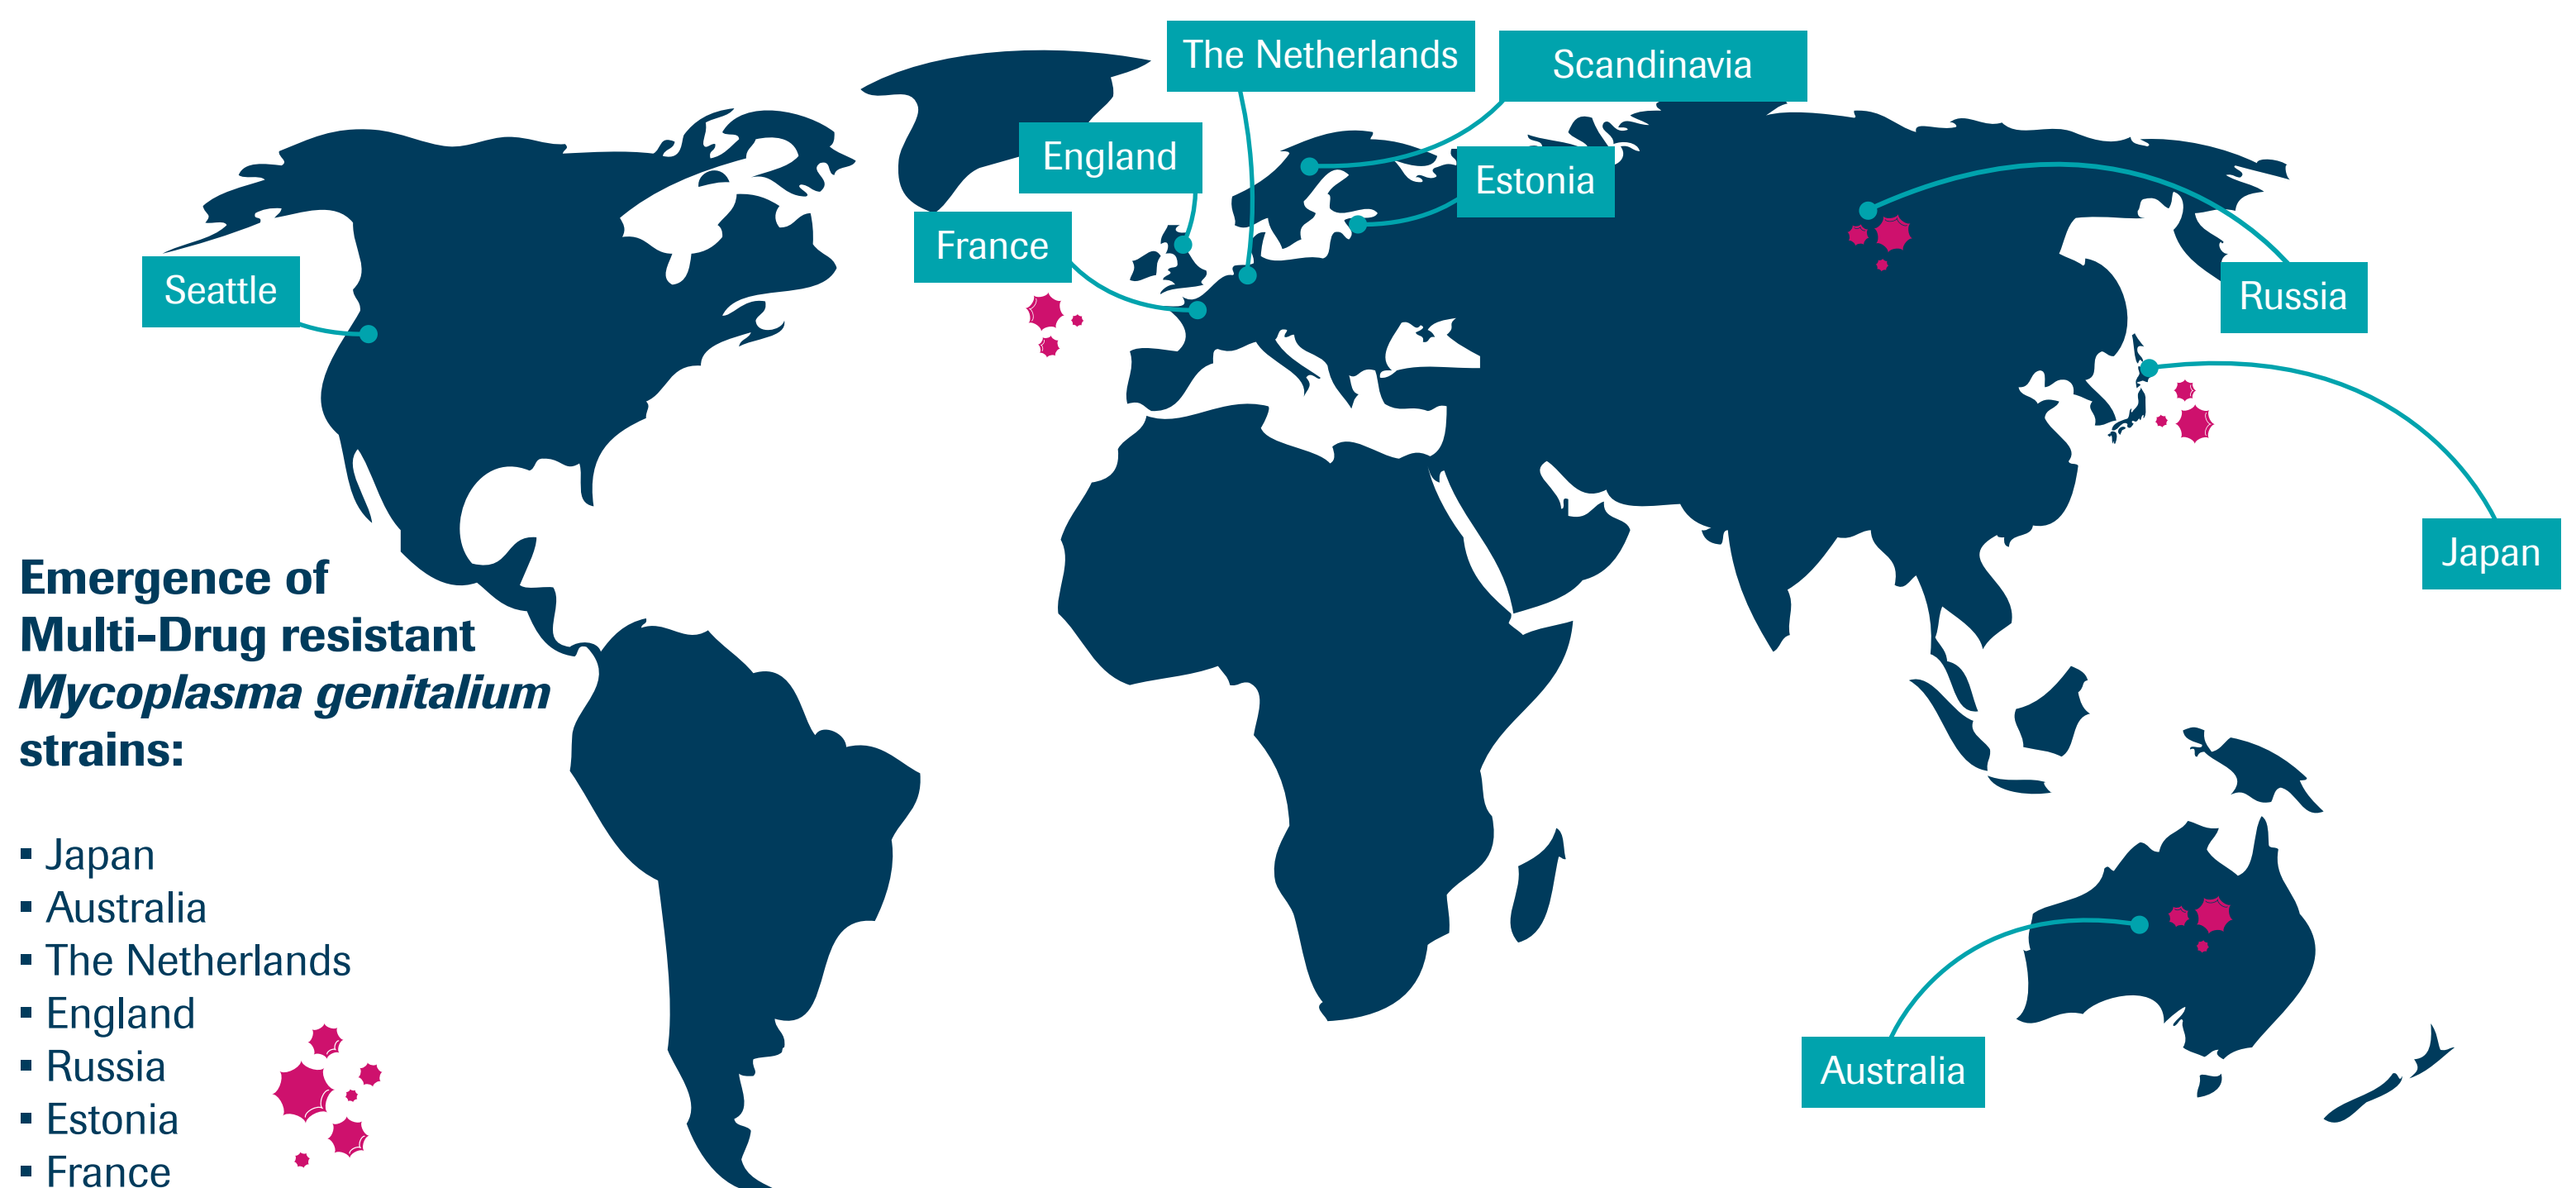 The Netherlands
Scandinavia
England
Estonia
France
Seattle
Russia
Japan
Emergence of
Multi-Drug resistant
Mycoplasma genitalium
strains:
▪ Japan
▪ Australia
▪ The Netherlands
▪ England
▪ Russia
▪ Estonia
▪ France
Australia